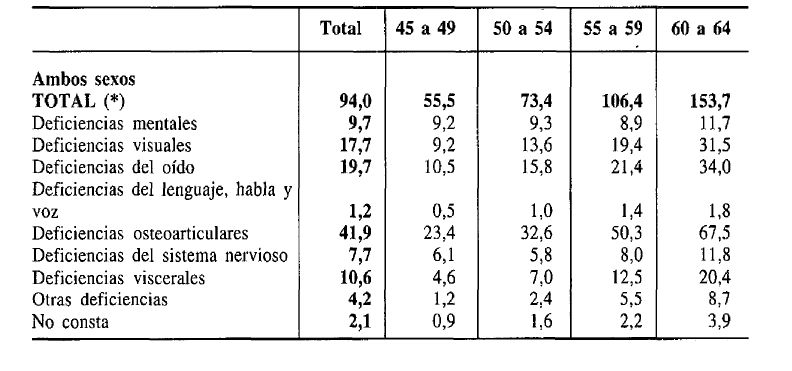 Total 45 a 49 50 a 54 55 a 59 60 a 64
Ambos sexos
TOTAL (*) 94,0 55,5 73,4 106,4 153,7
Deficiencias mentales 9,7 9,2 9,3 8,9 11,7
Deficiencias visuales 17,7 9,2 13,6 19,4 31,5
Deficiencias del oído 19,7 10,5 15,8 21,4 34,0
Deficiencias del lenguaje, habla y
voz 1,2 0,5 1,0 1,4 1,8
Deficiencias osteoarticulares 41,9 23,4 32,6 50,3 67,5
Deficiencias del sistema nervioso 7,7 6,1 5,8 8,0 11,8
Deficiencias viscerales 10,6 4,6 7,0 12,5 20,4
Otras deficiencias 4,2 1,2 2,4 5,5 8,7
No consta 2,1 0,9 1,6 2,2 3,9